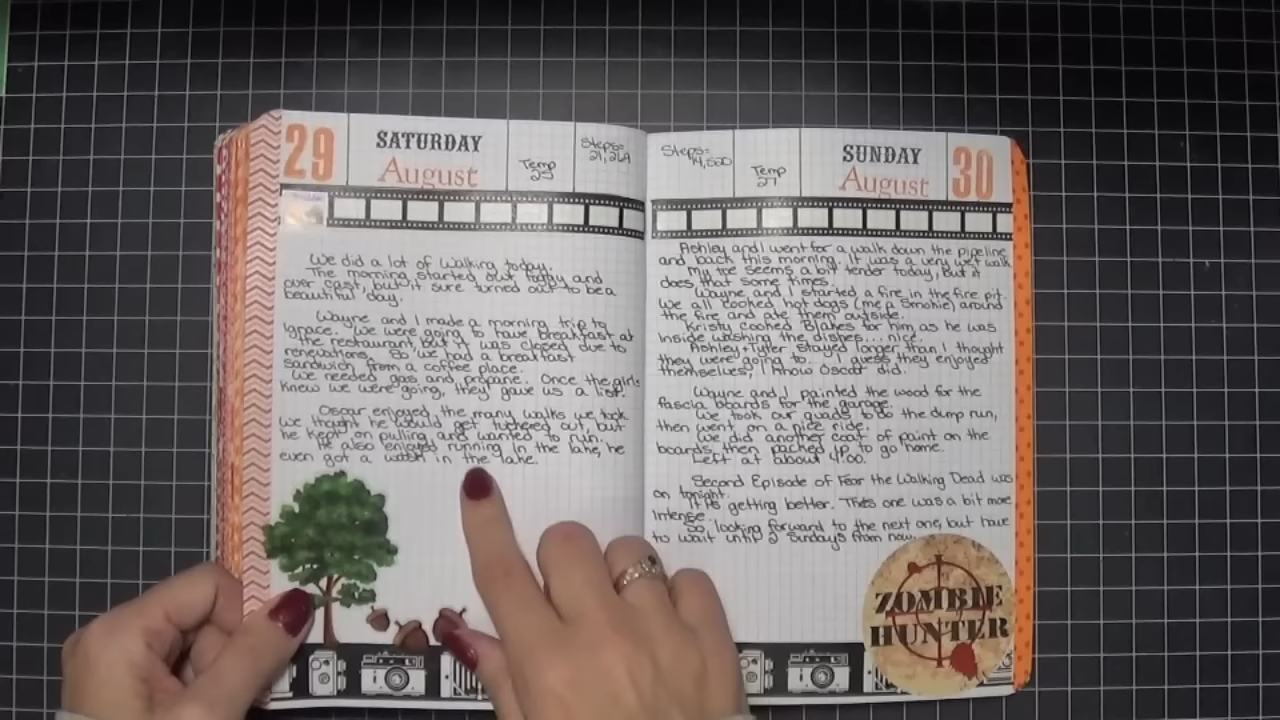 29
SATURDAY
August
Temp
Steps=
We did a lot of walking today.
The morning started out foggy and
over cast, but it sure turned out to be a
beautiful day.
Wayne and I made a morning trip to
Ignace. We were going to have breakfast at
the restaurant, but it was closed due to
renovations. So we had a breakfast
sandwich from a coffee place.
We needed gas and propane. Once the girls
knew we were going, they gave us a list.
Oscar enjoyed the many walks we took
we thought he would get tuckered out, but
he kept on pulling and wanted to run.
He also enjoyed running in the lake, he
even got a wash in the lake.
Steps=
14,520
Temp
27
SUNDAY
August
30
Ashley and I went for a walk down the pipeline
and back this morning. It was a very wet walk
My toe seems a bit tender today, but it
does that some times.
Wayne and I started a fire in the fire pit.
We all cooked hot dogs (me a Smokie) around
the fire and ate them outside.
Kristy cooked Blakes for him as he was
inside washing the dishes... nice.
Ashley + Tyler stayed longer than I thought
they were going to. I guess they enjoyed
themselves, I know Oscar did.
Wayne and I painted the wood for the
fascia boards for the garage.
We took our quads to do the dump run,
then went on a nice ride.
We did another coat of paint on the
boards, then packed up to go home.
Left at about 4:00.
Second Episode of Fear the Walking Dead was
on tonight.
It is getting better. This one was a bit more
intense.
So looking forward to the next one, but have
to wait until 2 Sundays from now.
ZOMBIE
HUNTER